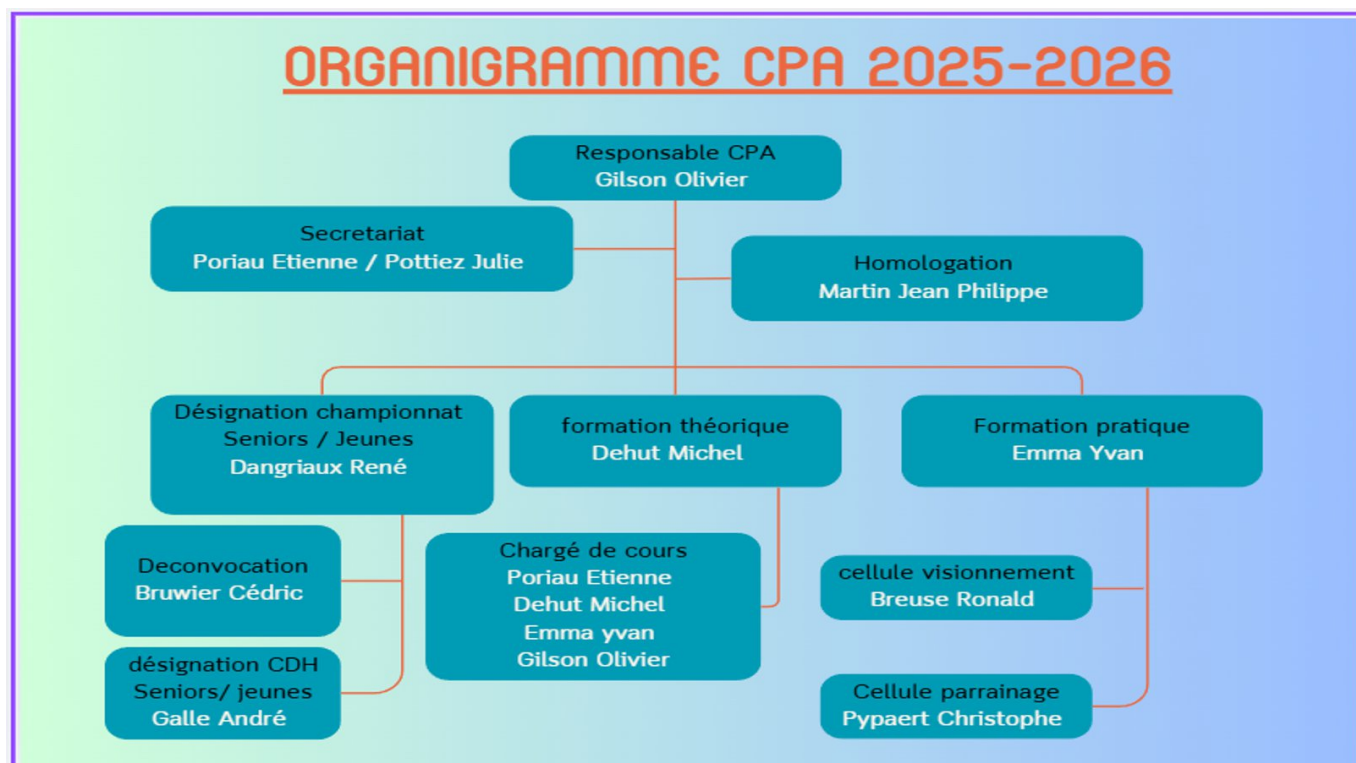 ORGANIGRAMME CPA 2025-2026
Responsable CPA
Gilson Olivier
Secretariat
Poriau Etienne / Pottiez Julie
Homologation
Martin Jean Philippe
Désignation championnat
Seniors / Jeunes
Dangriaux René
formation théorique
Dehut Michel
Formation pratique
Emma Yvan
Deconvocation
Bruwier Cédric
désignation CDH
Seniors/ jeunes
Galle André
Chargé de cours
Poriau Etienne
Dehut Michel
Emma yvan
Gilson Olivier
cellule visionnement
Breuse Ronald
Cellule parrainage
Pypaert Christophe